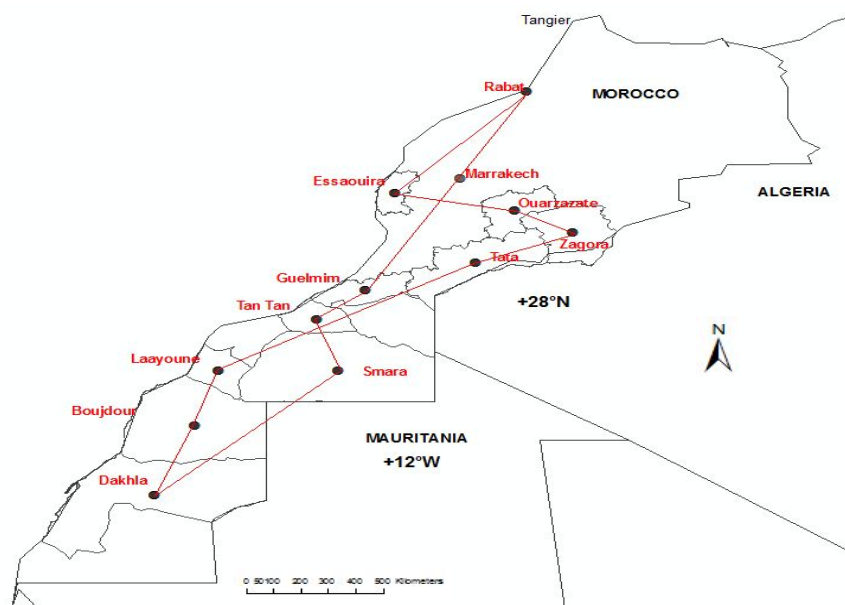 Tangier
Rabat
MOROCCO
Essaouira
Marrakech
ALGERIA
Ouarzazate
Zagora
Tata
Guelmim
+28°N
Tan Tan
N
Laayoune
Smara
Boujdour
MAURITANIA
+12°W
Dakhla
0 50100 200 300 400 500 Kilometers